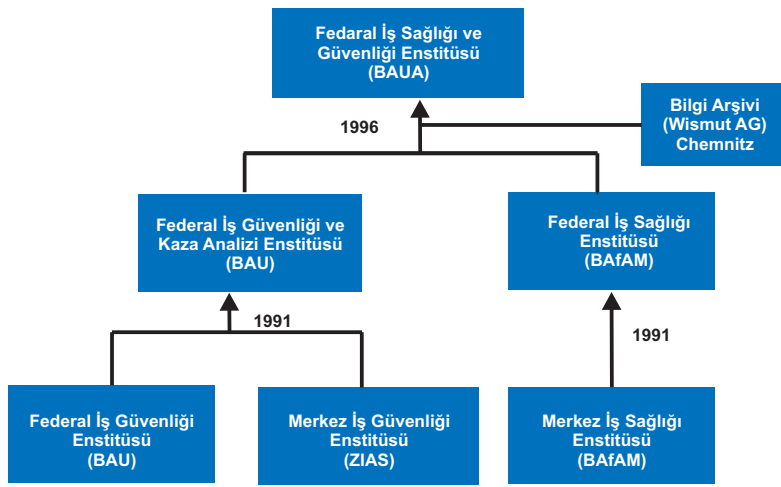 Fedaral İş Sağlığı ve
Güvenliği Enstitüsü
(BAUA)
Bilgi Arşivi
(Wismut AG)
Chemnitz
1996
Federal İş Güvenliği ve
Kaza Analizi Enstitüsü
(BAU)
Federal İş Sağlığı
Enstitüsü
(BAfAM)
1991
1991
Federal İş Güvenliği
Enstitüsü
(BAU)
Merkez İş Güvenliği
Enstitüsü
(ZIAS)
Merkez İş Sağlığı
Enstitüsü
(BAfAM)